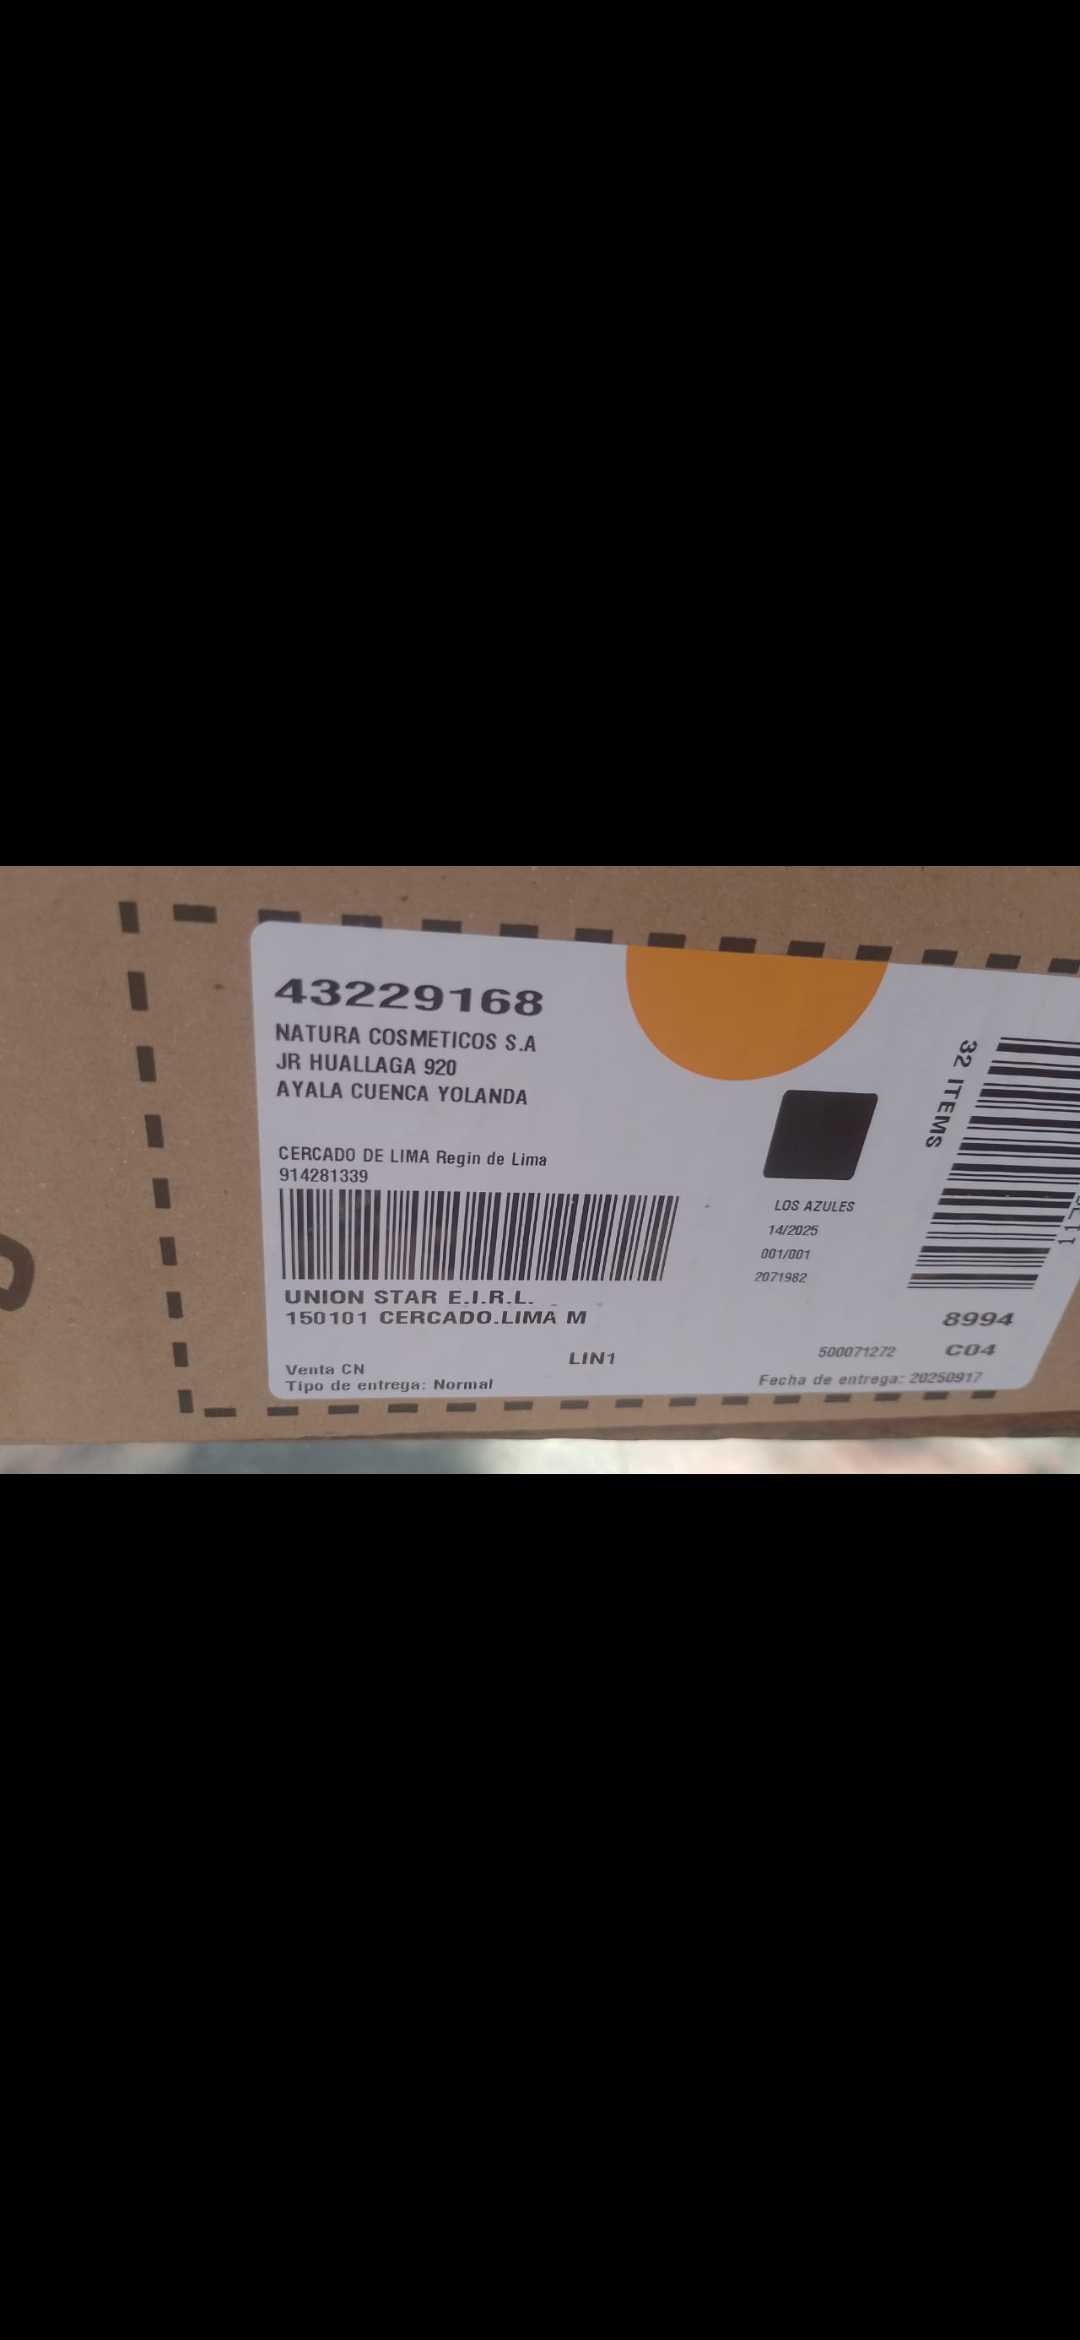 43229168
NATURA COSMETICOS S.A
JR HUALLAGA 920
AYALA CUENCA YOLANDA
CERCADO DE LIMA Regin de Lima
914281339
UNION STAR E.I.R.L.
150101 CERCADO.LIMA M
LIN1
Venta CN
Tipo de entrega: Normal
LOS AZULES
14/2025
001/001
2071982
32 ITEMS
8994
500071272 C04
Fecha de entrega: 20250917